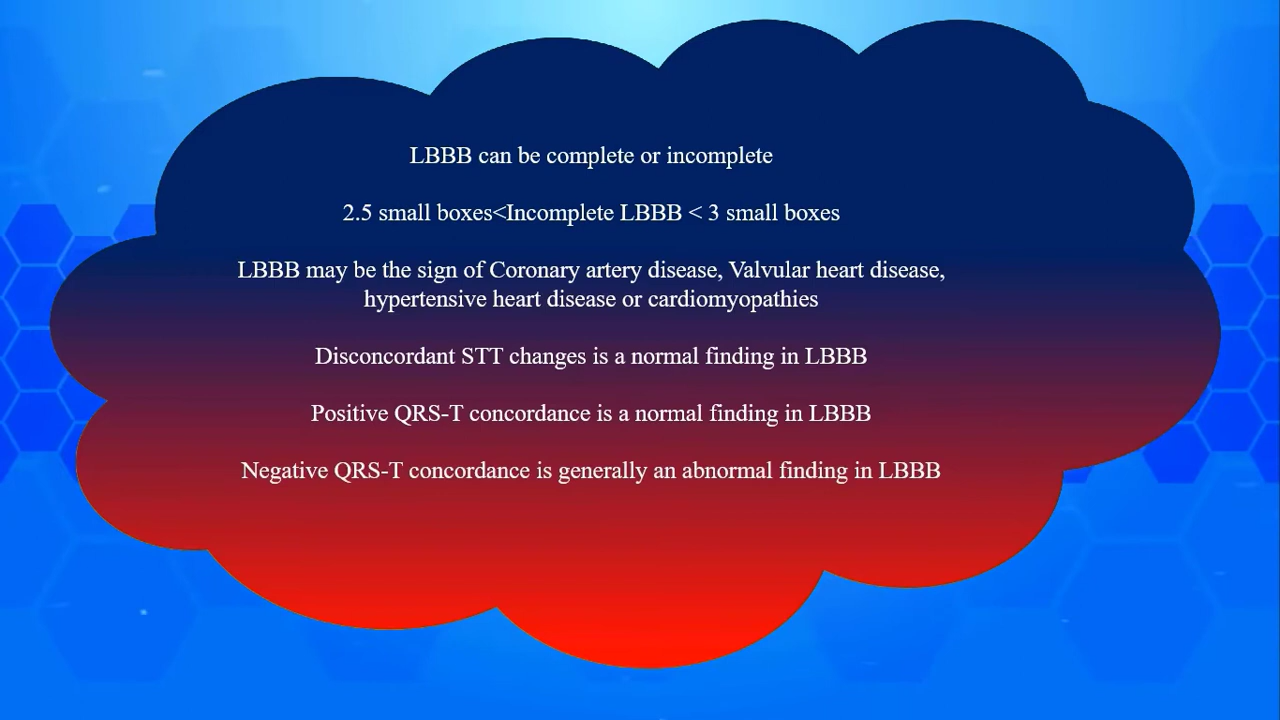 LBBB can be complete or incomplete
2.5 small boxes<Incomplete LBBB < 3 small boxes
LBBB may be the sign of Coronary artery disease, Valvular heart disease,
hypertensive heart disease or cardiomyopathies
Disconcordant STT changes is a normal finding in LBBB
Positive QRS-T concordance is a normal finding in LBBB
Negative QRS-T concordance is generally an abnormal finding in LBBB